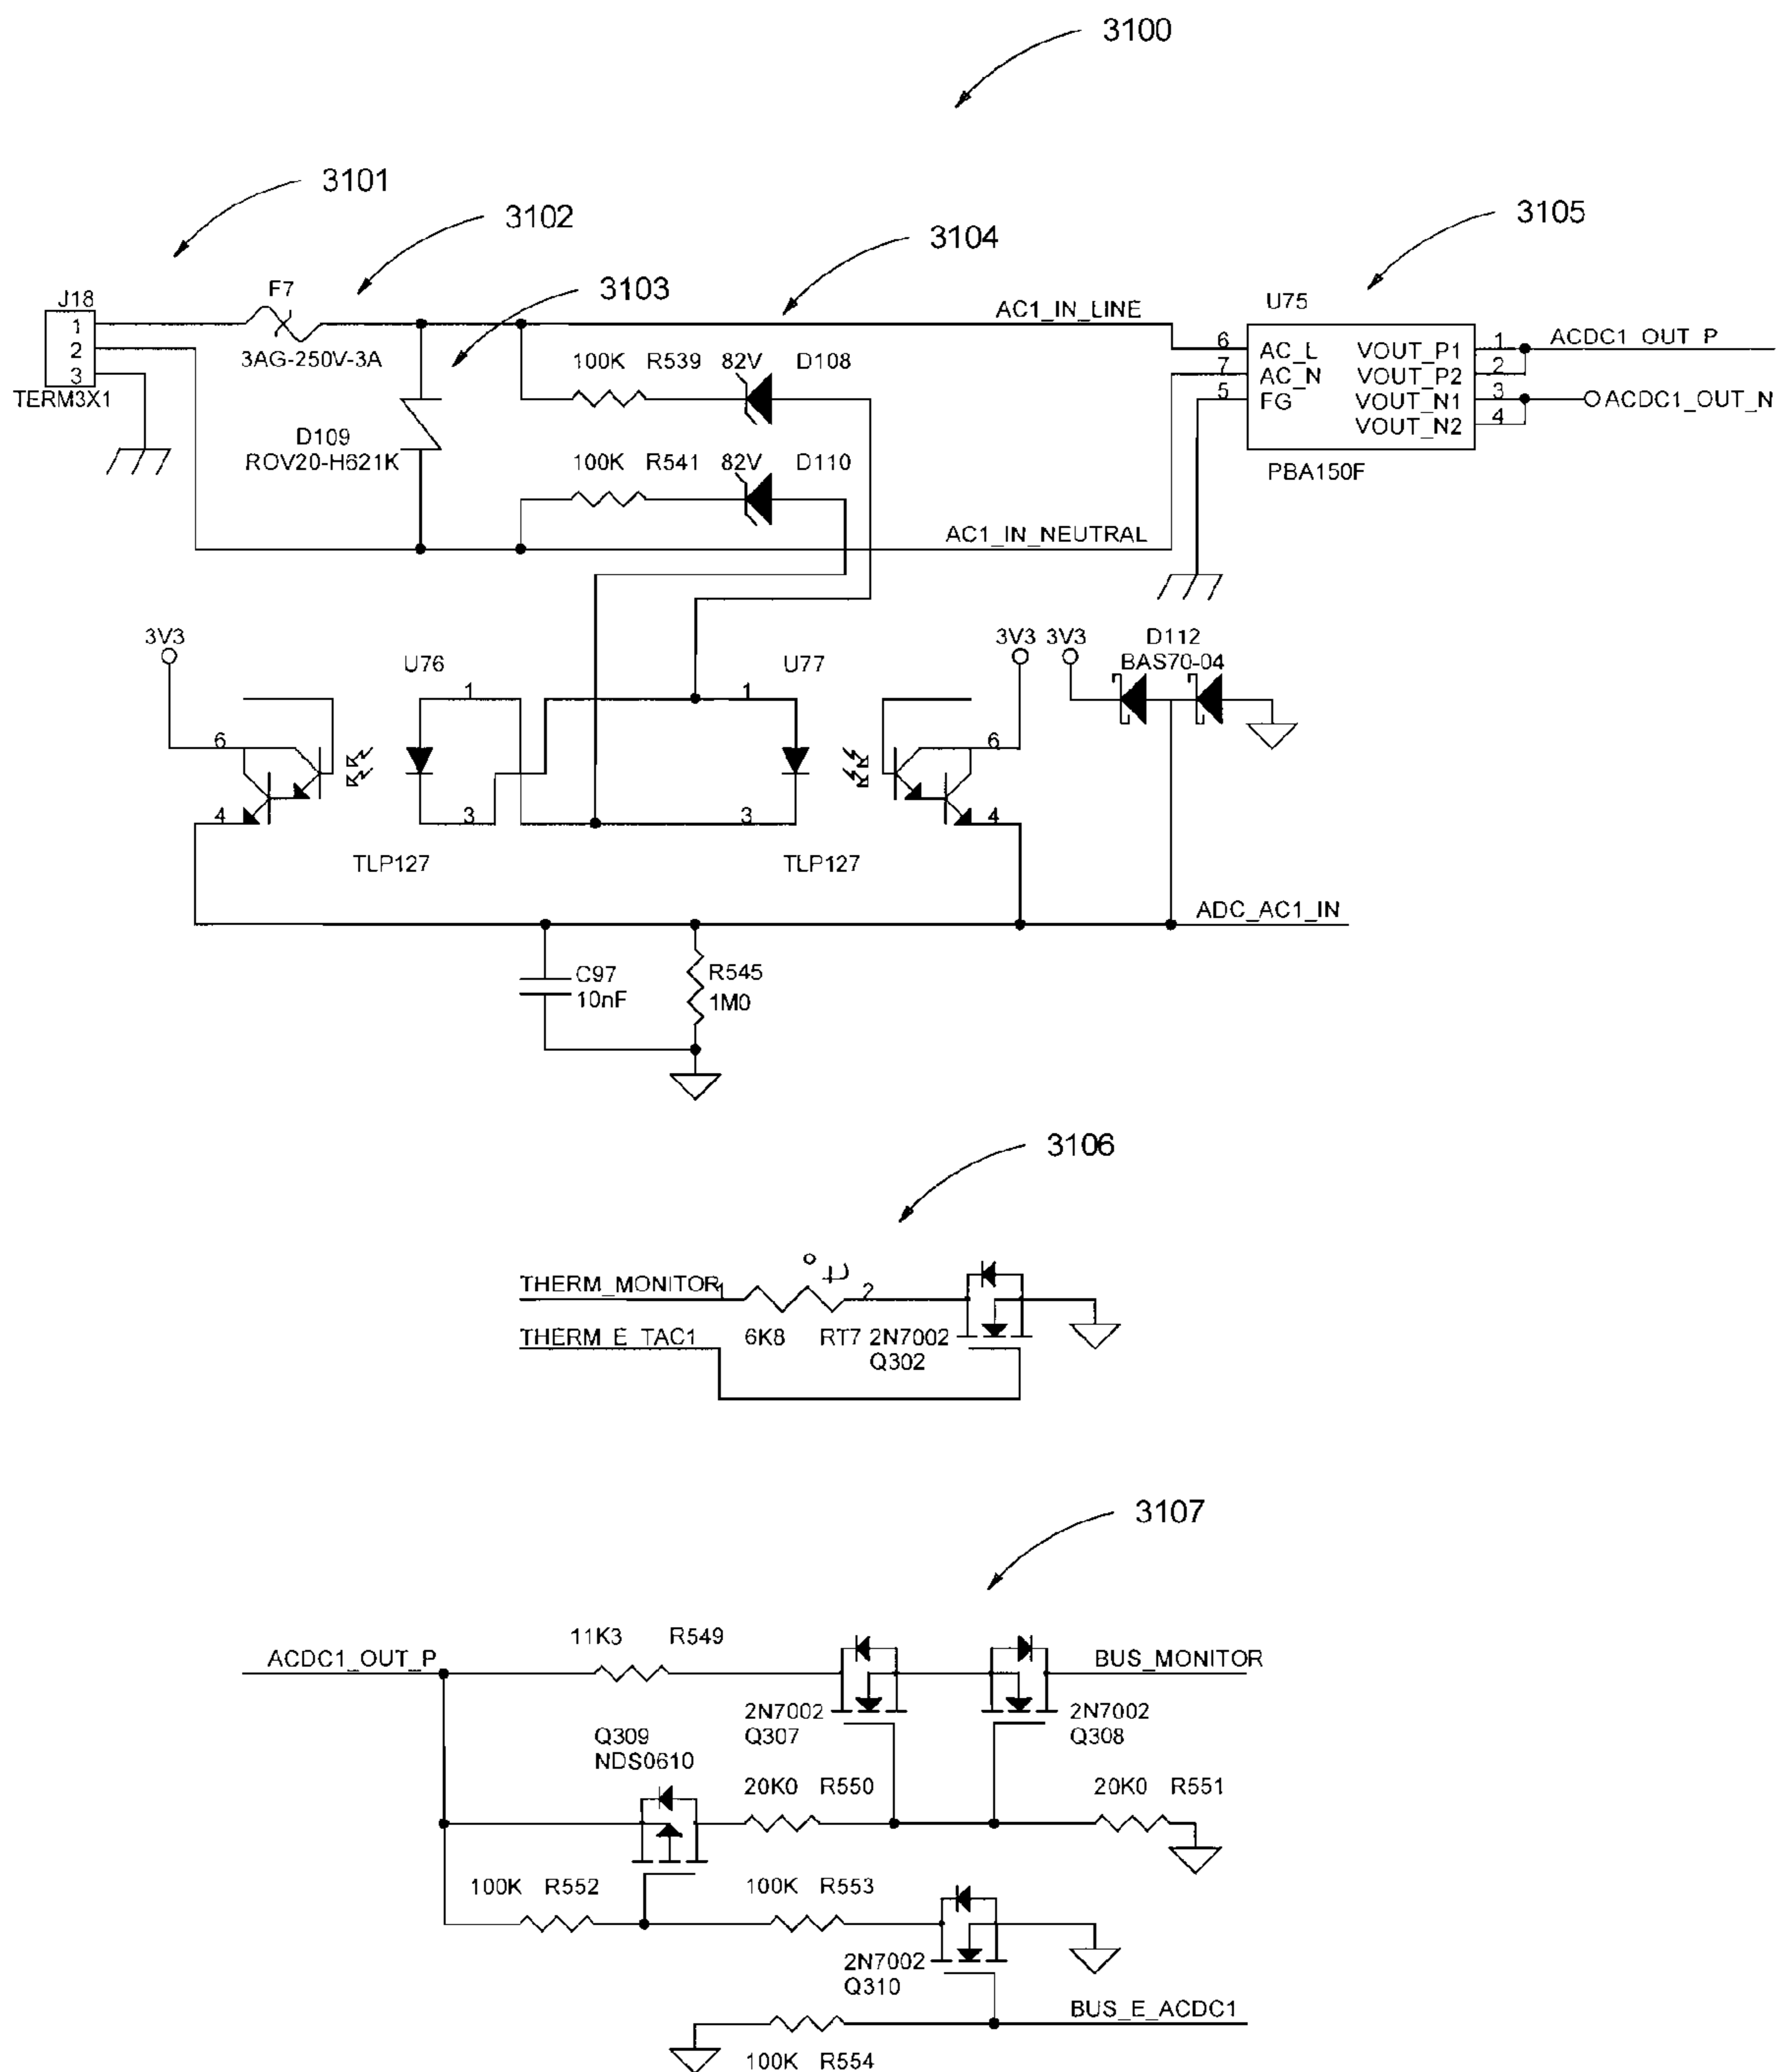 3100
3101
3102
3103
3104
3105
J18
1
2
3
TERM3X1
F7
3AG-250V-3A
D109
ROV20-H621K
100K R539 82V D108
100K R541 82V D110
AC1_IN_LINE
AC1_IN_NEUTRAL
U75
6 AC_L VOUT_P1 1
7 AC_N VOUT_P2 2
5 FG VOUT_N1 3
VOUT_N2 4
PBA150F
ACDC1_OUT_P
ACDC1_OUT_N
3V3
U76
U77
3V3 3V3
D112
BAS70-04
1
1
6
6
4
3
3
4
TLP127
TLP127
ADC_AC1_IN
C97
10nF
R545
1M0
3106
THERM_MONITOR 1
2
THERM_E_TAC1
6K8 RT7 2N7002
Q302
3107
ACDC1_OUT_P
11K3 R549
BUS_MONITOR
2N7002
Q307
2N7002
Q308
Q309
NDS0610
20K0 R550
20K0 R551
100K R552
100K R553
2N7002
Q310
BUS_E_ACDC1
100K R554